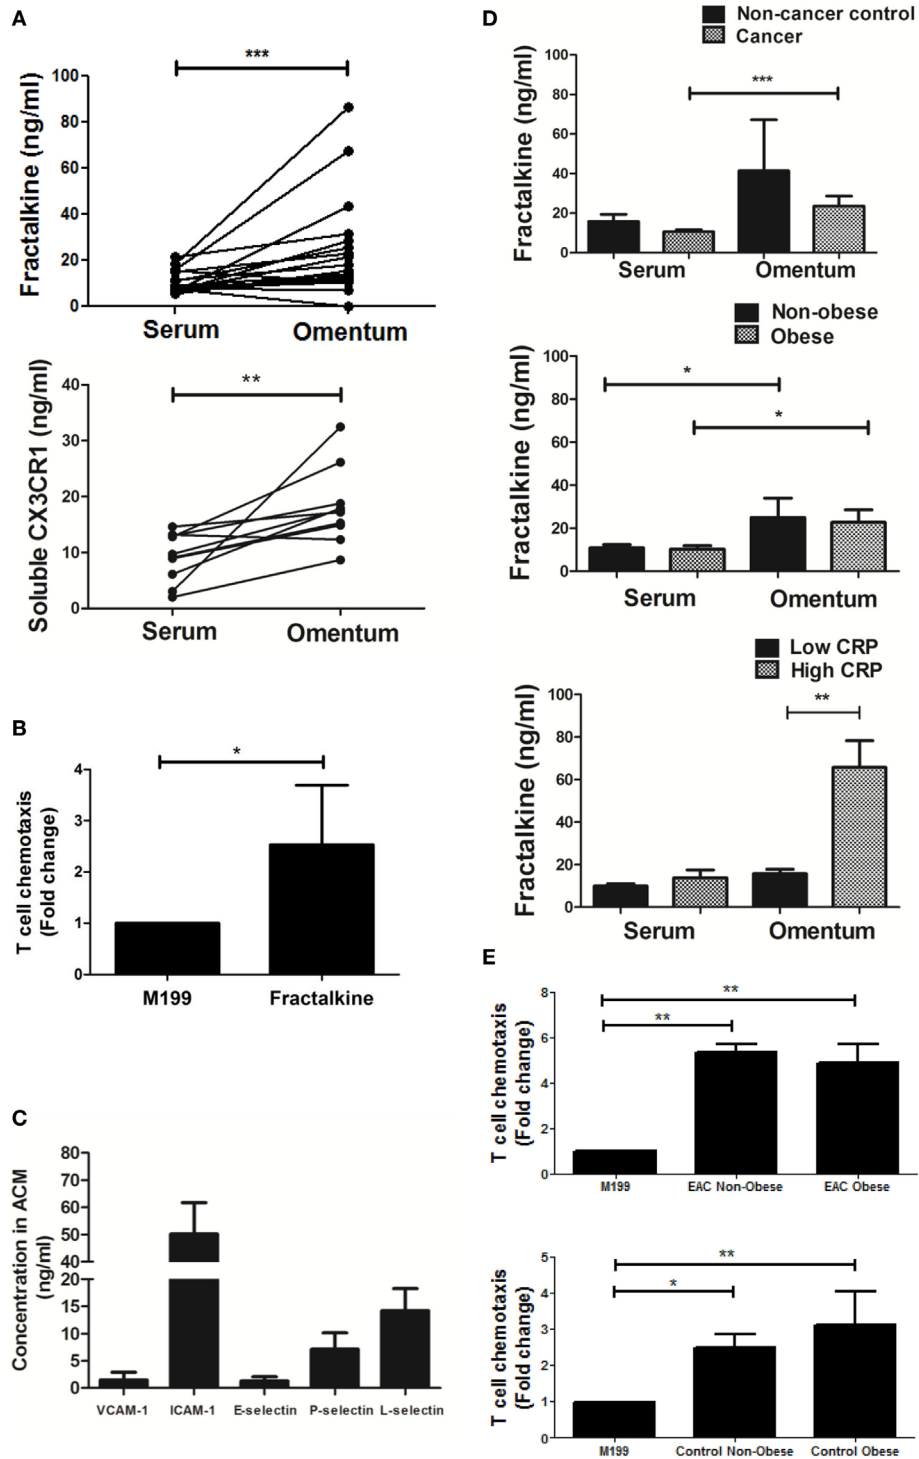 A
***
Fractalkine (ng/ml)
100
80
60
40
20
0
Serum
Omentum
**
Soluble CX3CR1 (ng/ml)
40
30
20
10
0
Serum
Omentum
B
*
T cell chemotaxis
(Fold change)
4
3
2
1
0
M199
Fractalkine
C
Concentration in ACM
(ng/ml)
80
70
60
50
40
20
15
10
5
0
VCAM-1
ICAM-1
E-selectin
P-selectin
L-selectin
D
Non-cancer control
Cancer
***
Fractalkine (ng/ml)
100
80
60
40
20
0
Serum
Omentum
Non-obese
Obese
*
*
Fractalkine (ng/ml)
100
80
60
40
20
0
Serum
Omentum
Low CRP
High CRP
**
Fractalkine (ng/ml)
100
80
60
40
20
0
Serum
Omentum
E
**
**
T cell chemotaxis
(Fold change)
8
6
4
2
0
M199
EAC Non-Obese
EAC Obese
**
*
T cell chemotaxis
(Fold change)
5
4
3
2
1
0
M199
Control Non-Obese
Control Obese